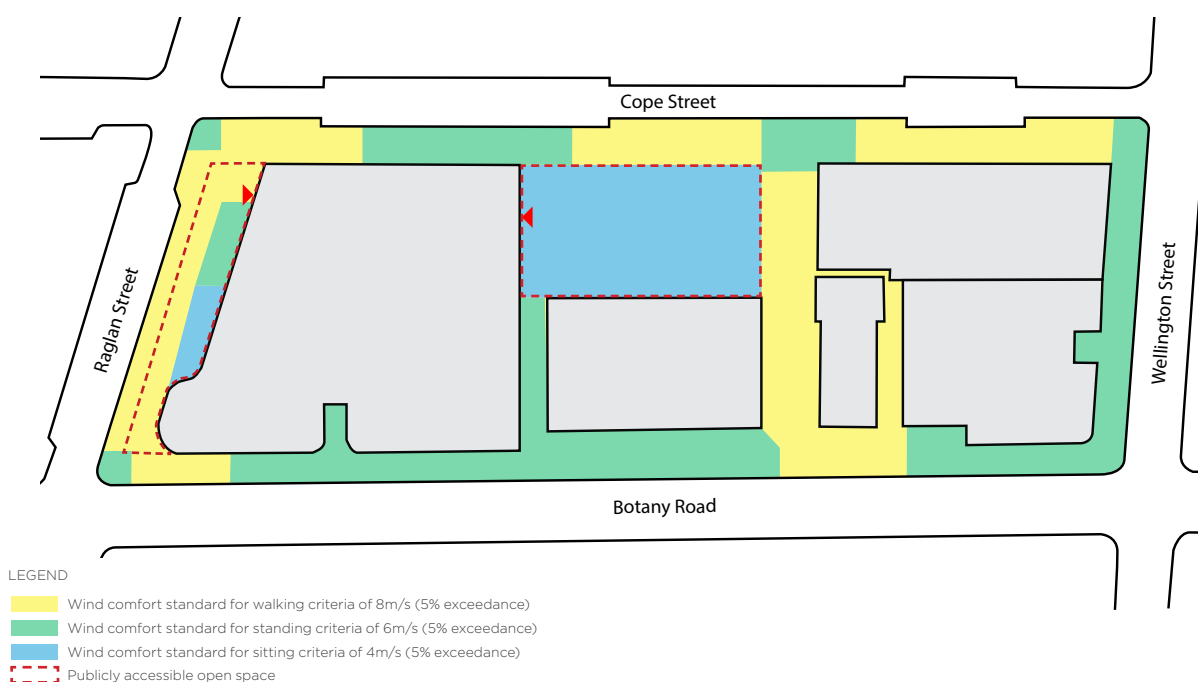 Cope Street
Raglan Street
Wellington Street
Botany Road
LEGEND
Wind comfort standard for walking criteria of 8m/s (5% exceedance)
Wind comfort standard for standing criteria of 6m/s (5% exceedance)
Wind comfort standard for sitting criteria of 4m/s (5% exceedance)
Publicly accessible open space